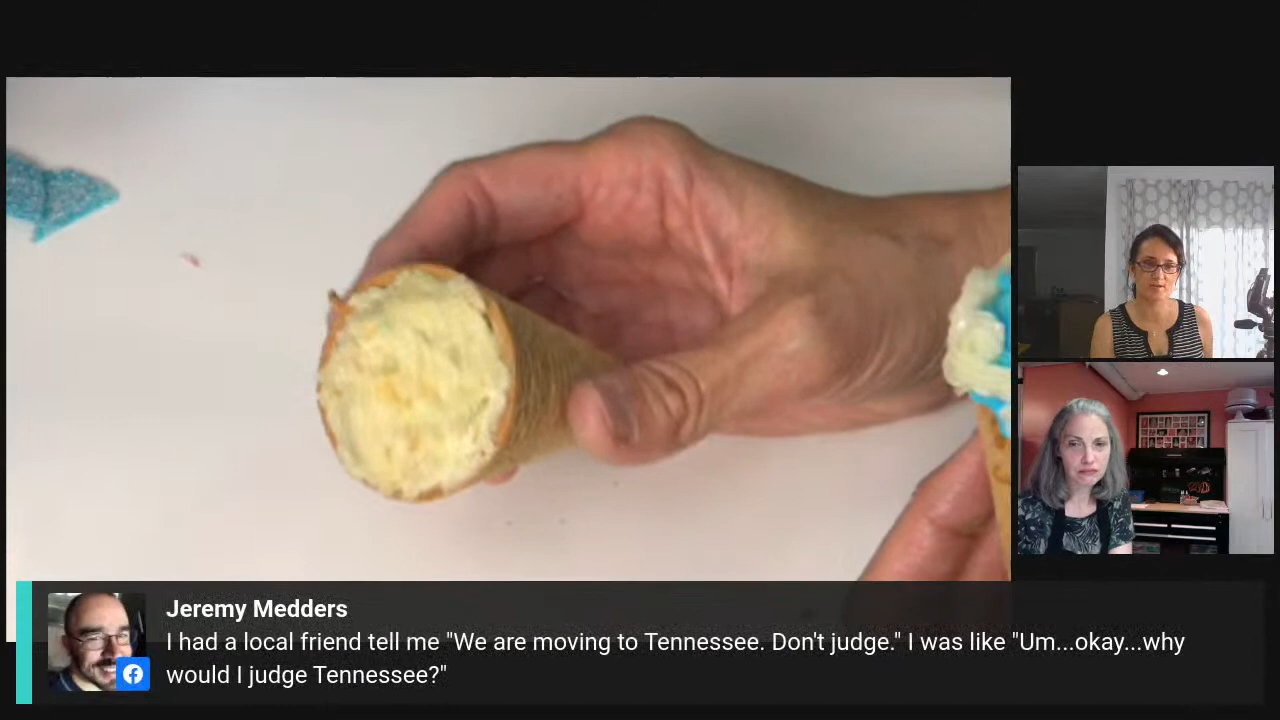 Jeremy Medders
I had a local friend tell me "We are moving to Tennessee. Don't judge." I was like "Um...okay...why
would I judge Tennessee?"